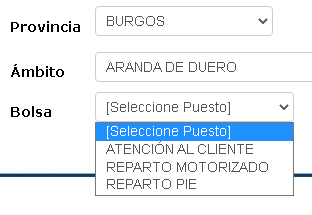 Provincia BURGOS
Ámbito ARANDA DE DUERO
Bolsa [Seleccione Puesto]
[Seleccione Puesto]
ATENCIÓN AL CLIENTE
REPARTO MOTORIZADO
REPARTO PIE